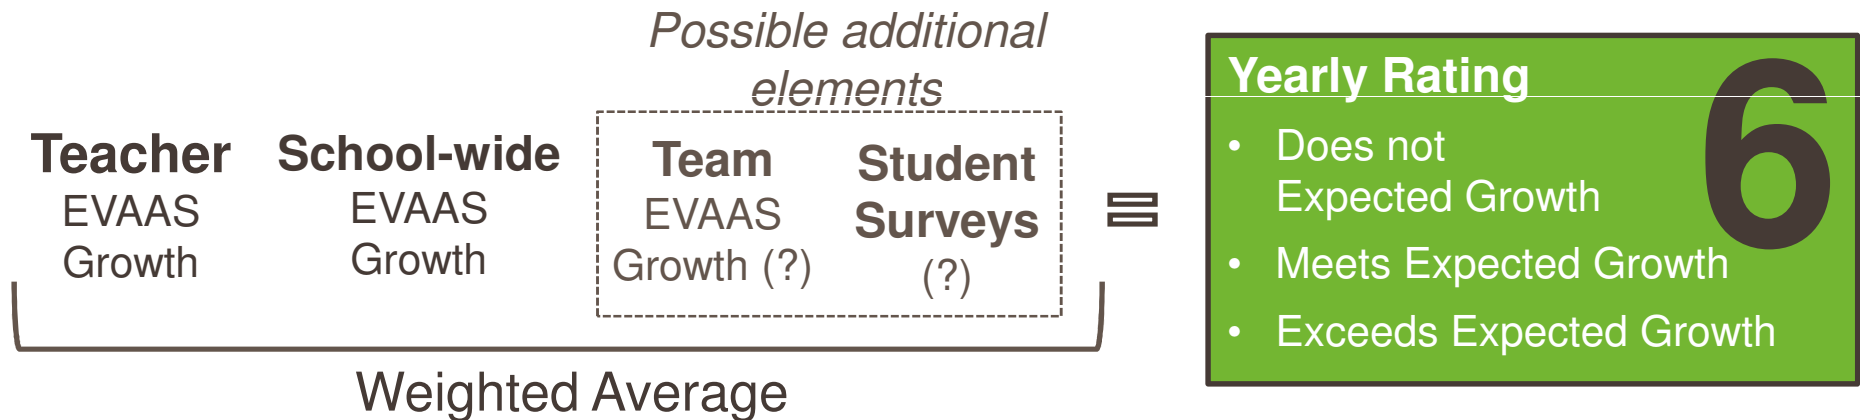 Possible additional
elements
Teacher
EVAAS
Growth
School-wide
EVAAS
Growth
Team
EVAAS
Growth (?)
Student
Surveys
(?)
Weighted Average
=
Yearly Rating
6
• Does not
Expected Growth
• Meets Expected Growth
• Exceeds Expected Growth